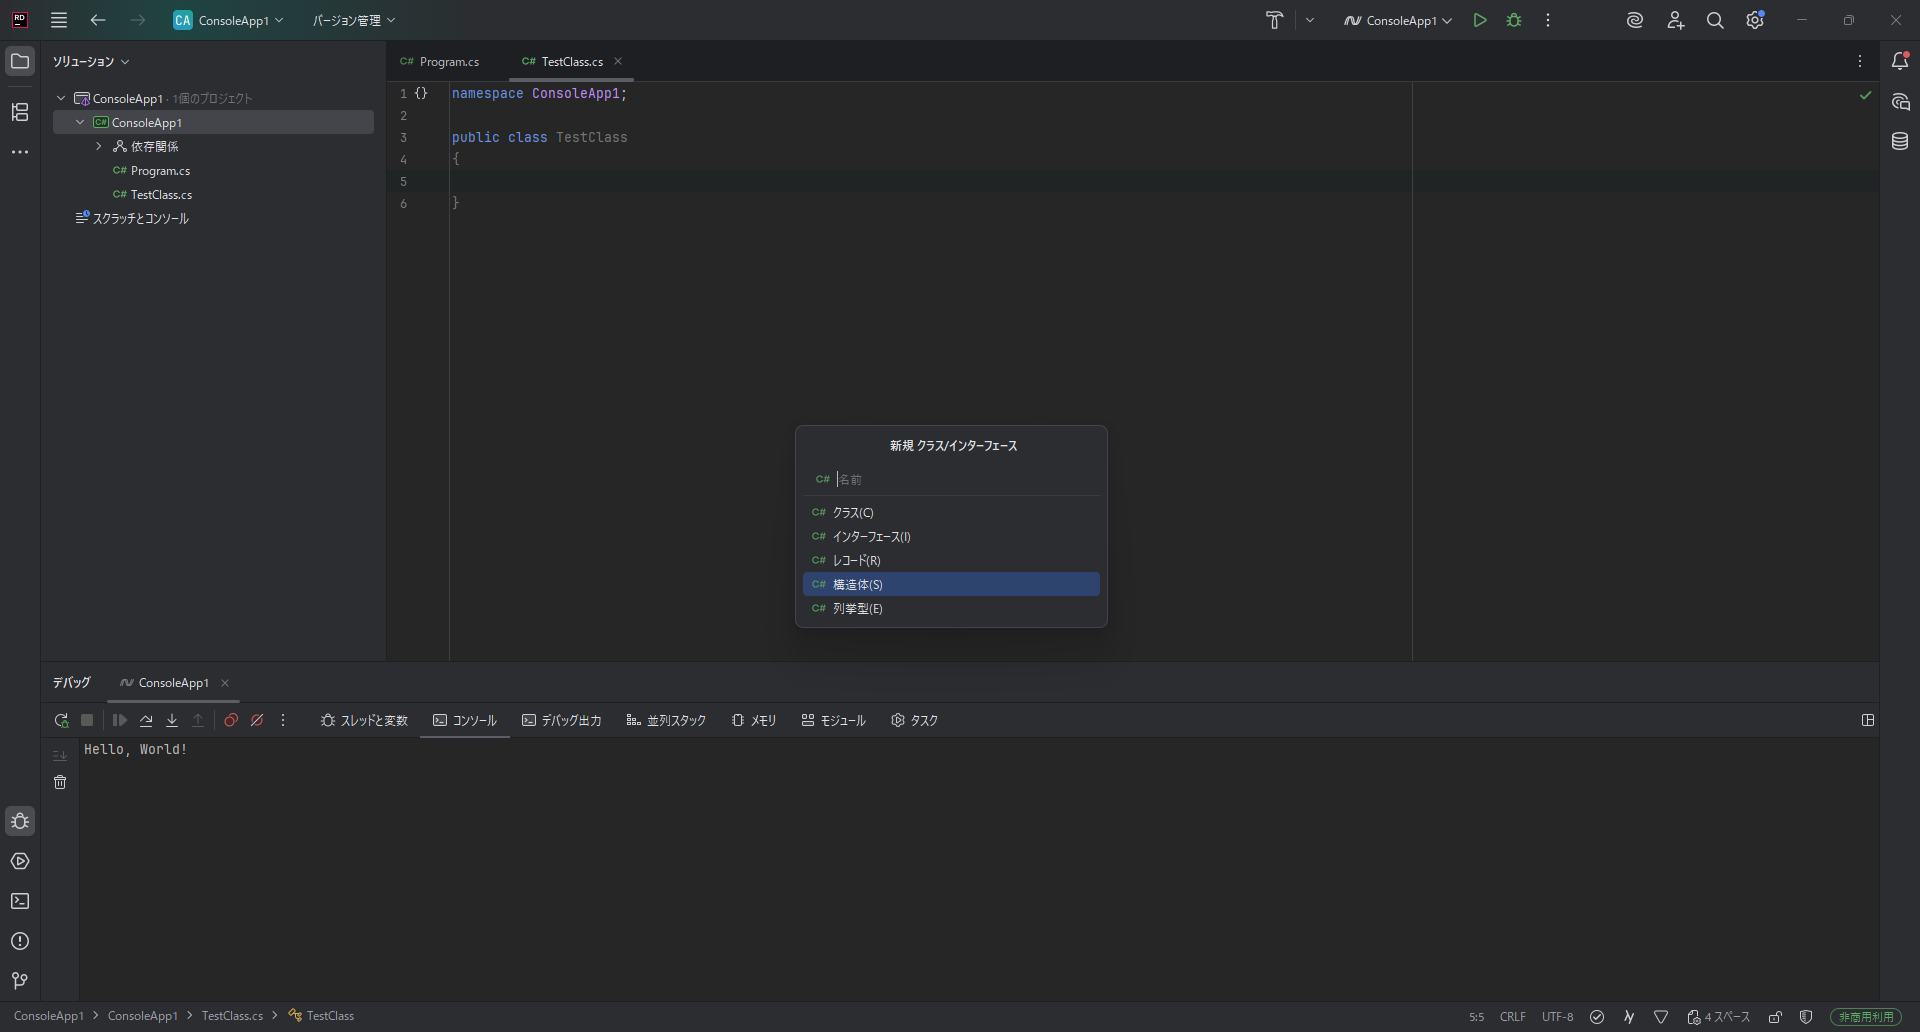 RD
CA ConsoleApp1
バージョン管理
ConsoleApp1
ソリューション
Program.cs
TestClass.cs
ConsoleApp1 · 1個のプロジェクト
C# ConsoleApp1
依存関係
C# Program.cs
C# TestClass.cs
スクラッチとコンソール
C# Program.cs
C# TestClass.cs
1 {} namespace ConsoleApp1;
2
3 public class TestClass
4 {
5
6 }
新規 クラス/インターフェース
C# 名前
C# クラス(C)
C# インターフェース(I)
C# レコード(R)
C# 構造体(S)
C# 列挙型(E)
デバッグ
ConsoleApp1
スレッドと変数
コンソール
デバッグ出力
並列スタック
メモリ
モジュール
タスク
Hello, World!
ConsoleApp1 > ConsoleApp1 > TestClass.cs > TestClass
5:5
CRLF
UTF-8
4 スペース
非商用利用